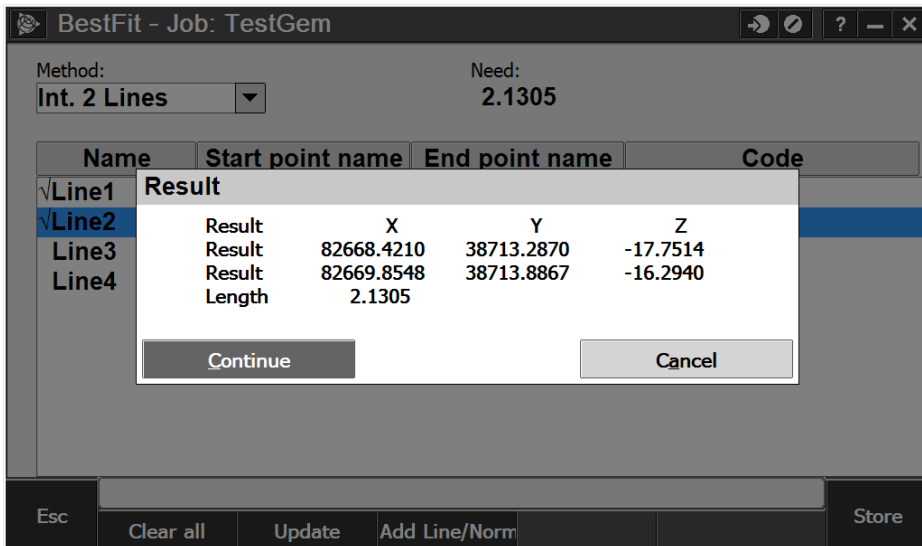 BestFit - Job: TestGem ?
Method: Need:
Int. 2 Lines 2.1305
Name Start point name End point name Code
√Line1
√Line2
Line3
Line4
Result
Result X Y Z
Result 82668.4210 38713.2870 -17.7514
Result 82669.8548 38713.8867 -16.2940
Length 2.1305
Continue Cancel
Esc Clear all Update Add Line/Norm Store